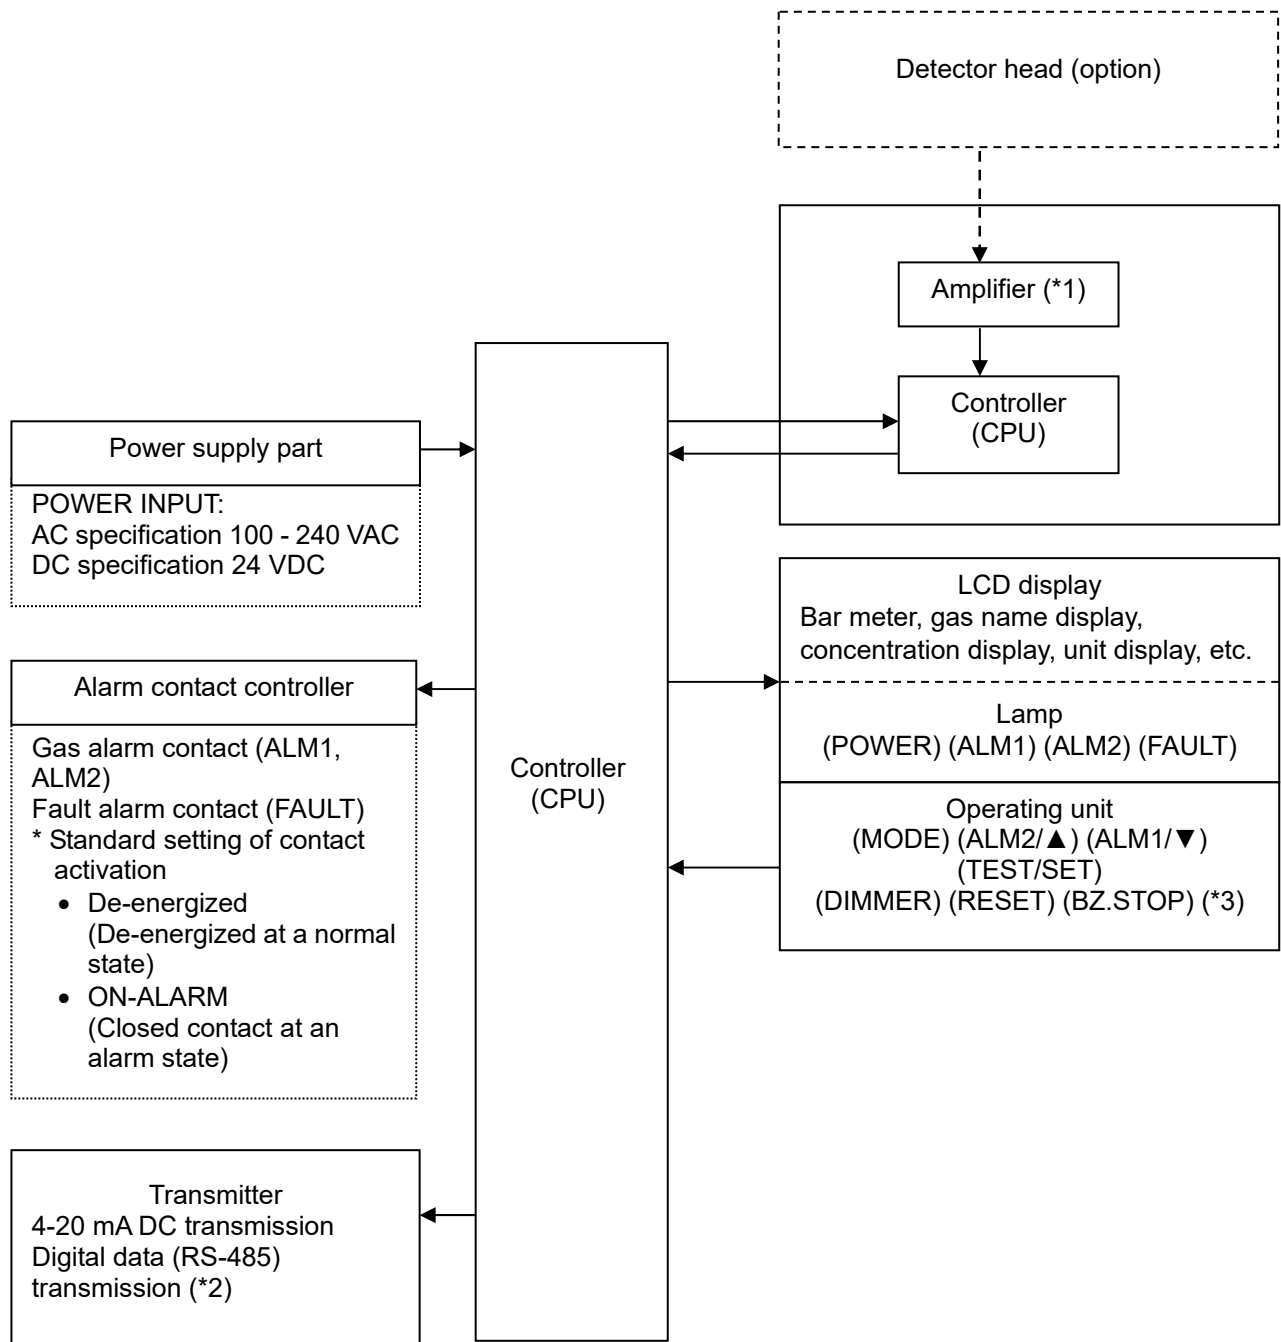 Detector head (option)
Amplifier (*1)
Controller
(CPU)
Power supply part
POWER INPUT:
AC specification 100 - 240 VAC
DC specification 24 VDC
Alarm contact controller
Gas alarm contact (ALM1,
ALM2)
Fault alarm contact (FAULT)
* Standard setting of contact
activation
• De-energized
(De-energized at a normal
state)
• ON-ALARM
(Closed contact at an
alarm state)
Transmitter
4-20 mA DC transmission
Digital data (RS-485)
transmission (*2)
Controller
(CPU)
LCD display
Bar meter, gas name display,
concentration display, unit display, etc.
Lamp
(POWER) (ALM1) (ALM2) (FAULT)
Operating unit
(MODE) (ALM2/▲) (ALM1/▼)
(TEST/SET)
(DIMMER) (RESET) (BZ.STOP) (*3)